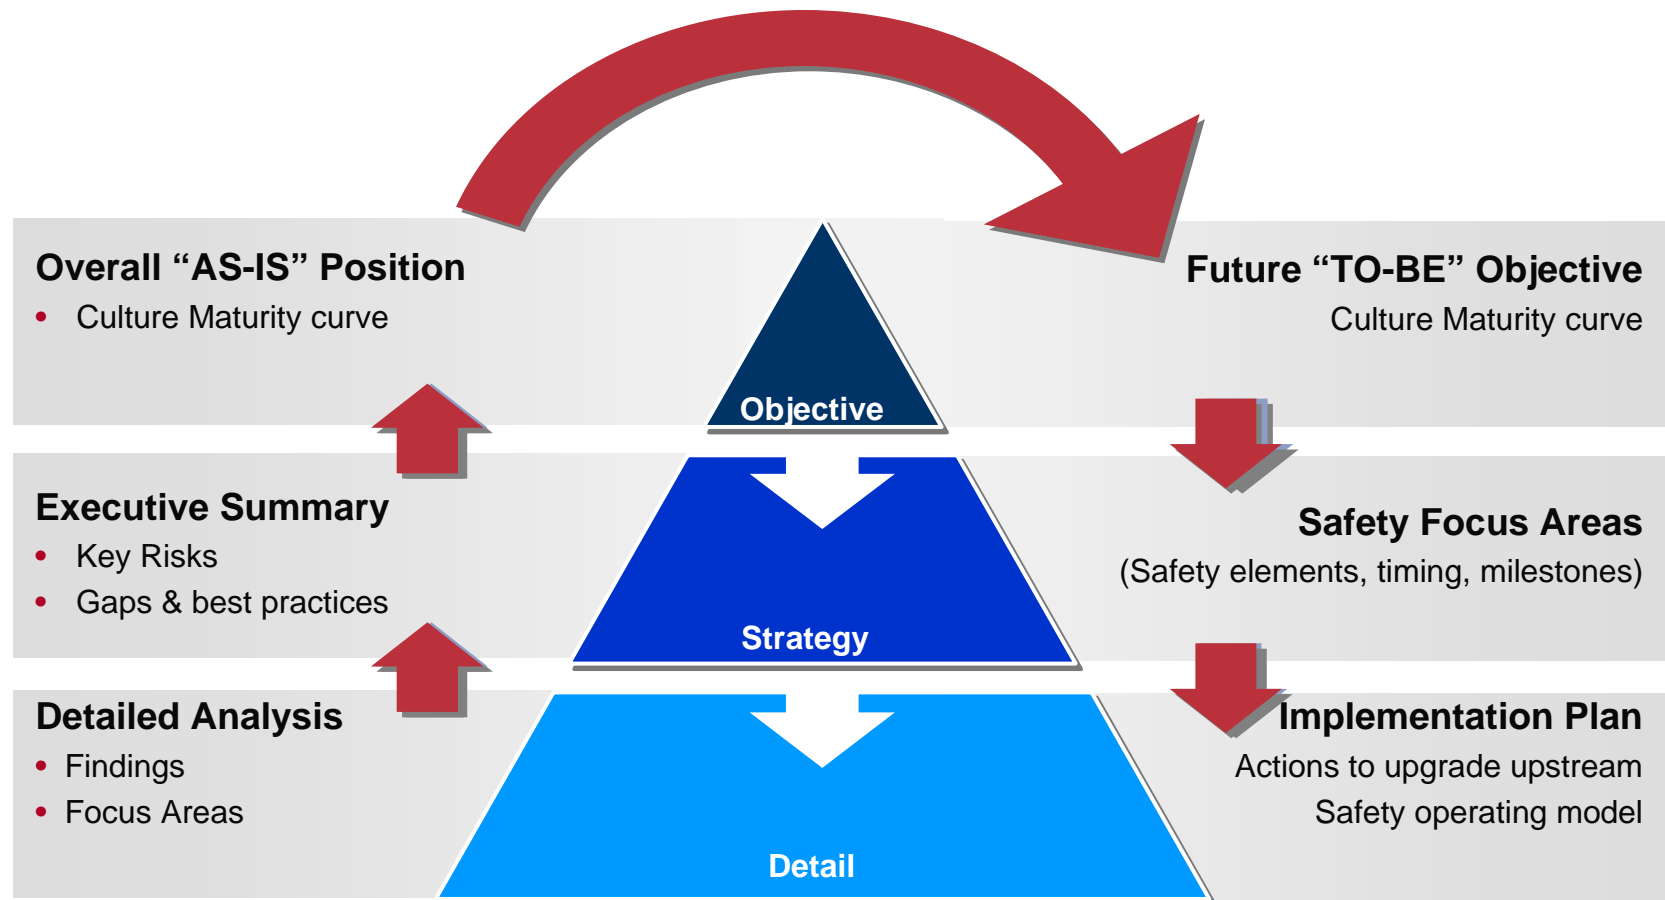 Overall “AS-IS” Position
• Culture Maturity curve
Objective
Future “TO-BE” Objective
Culture Maturity curve
Executive Summary
• Key Risks
• Gaps & best practices
Strategy
Safety Focus Areas
(Safety elements, timing, milestones)
Detailed Analysis
• Findings
• Focus Areas
Detail
Implementation Plan
Actions to upgrade upstream
Safety operating model